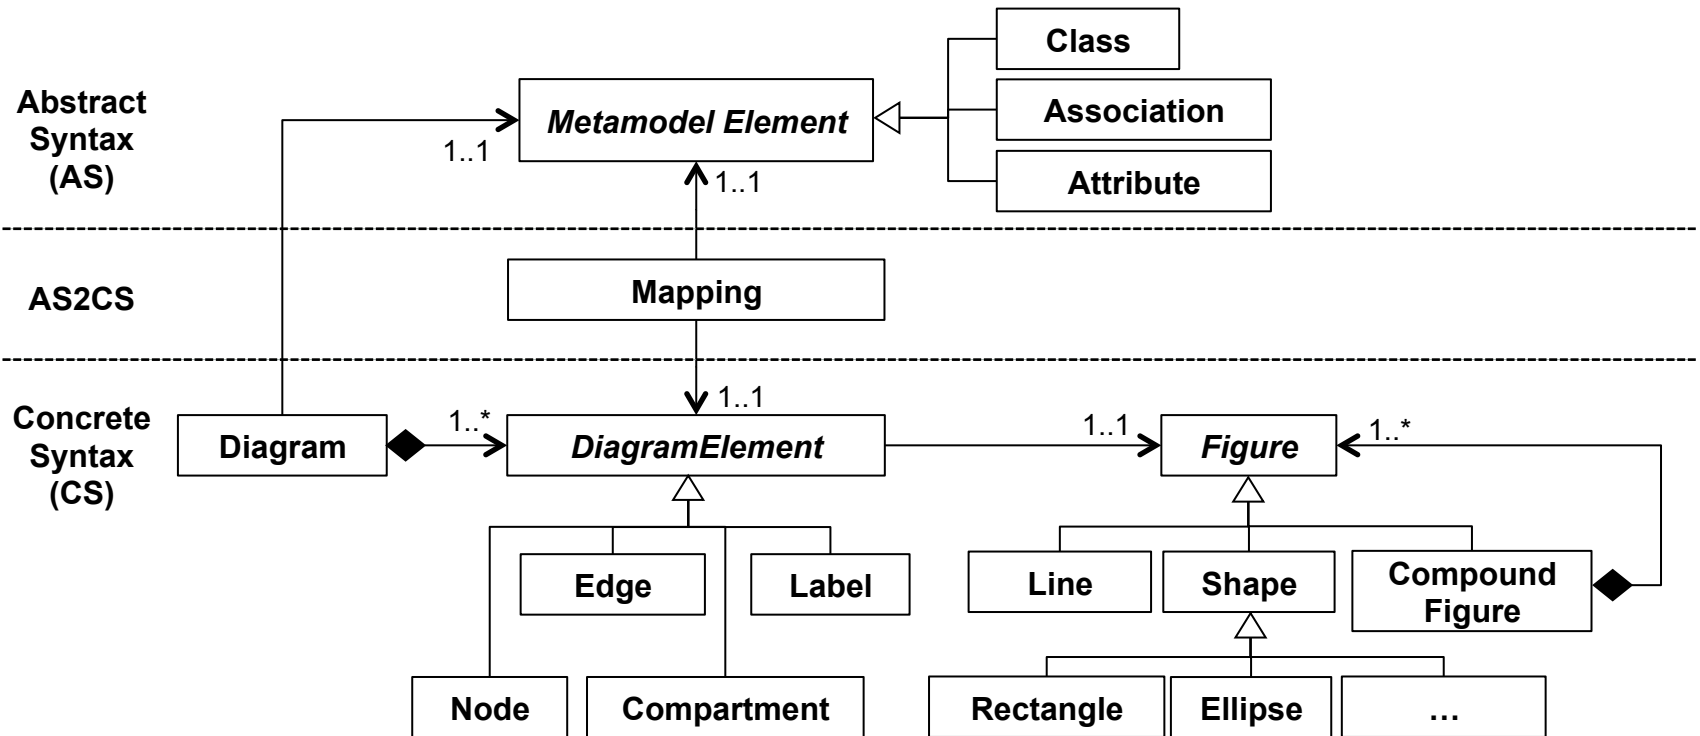 Class
Abstract
Syntax
(AS)
Metamodel Element
Association
1..1
1..1
Attribute
AS2CS
Mapping
Concrete
Syntax
(CS)
1..1
Diagram
1..*
DiagramElement
1..1
Figure
1..*
Edge
Label
Line
Shape
Compound
Figure
Node
Compartment
Rectangle
Ellipse
...